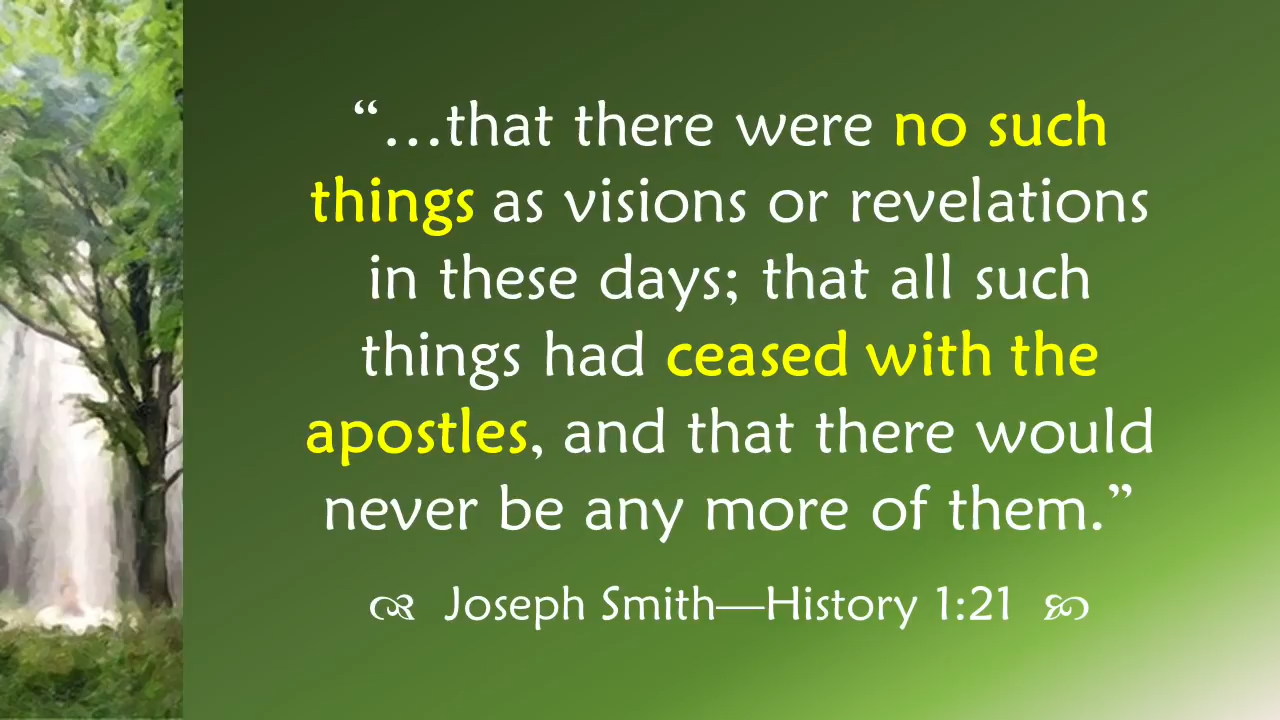 “…that there were no such
things as visions or revelations
in these days; that all such
things had ceased with the
apostles, and that there would
never be any more of them.”
Joseph Smith—History 1:21